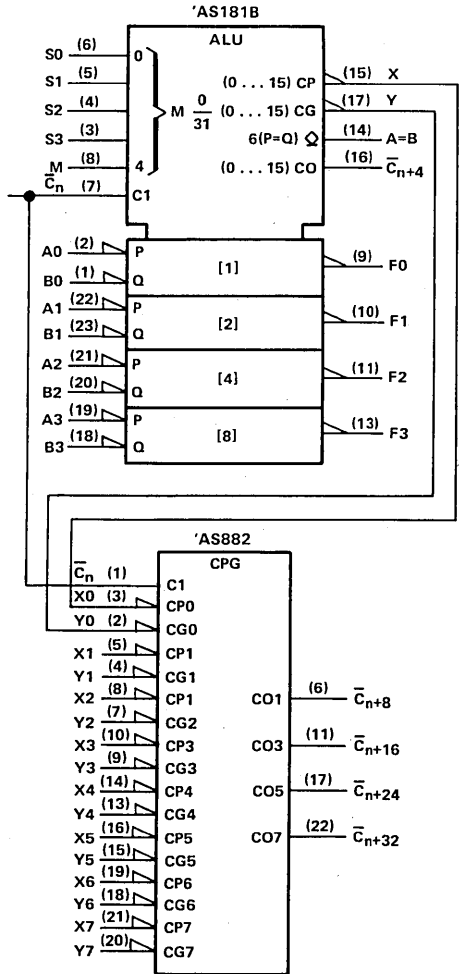 'AS181B
ALU
S0 (6) 0
S1 (5)
S2 (4)
S3 (3)
M (8) 4
C̅n (7) C1
M 0/31
(0 . . . 15) CP (15) X
(0 . . . 15) CG (17) Y
6(P=Q) (14) A=B
(0 . . . 15) CO (16) C̅n+4
A0 (2) P
B0 (1) Q
[1] (9) F0
A1 (22) P
B1 (23) Q
[2] (10) F1
A2 (21) P
B2 (20) Q
[4] (11) F2
A3 (19) P
B3 (18) Q
[8] (13) F3
'AS882
CPG
C̅n (1) C1
X0 (3) CP0
Y0 (2) CG0
X1 (5) CP1
Y1 (4) CG1
X2 (8) CP1
Y2 (7) CG2
X3 (10) CP3
Y3 (9) CG3
X4 (14) CP4
Y4 (13) CG4
X5 (16) CP5
Y5 (15) CG5
X6 (19) CP6
Y6 (18) CG6
X7 (21) CP7
Y7 (20) CG7
CO1 (6) C̅n+8
CO3 (11) C̅n+16
CO5 (17) C̅n+24
CO7 (22) C̅n+32